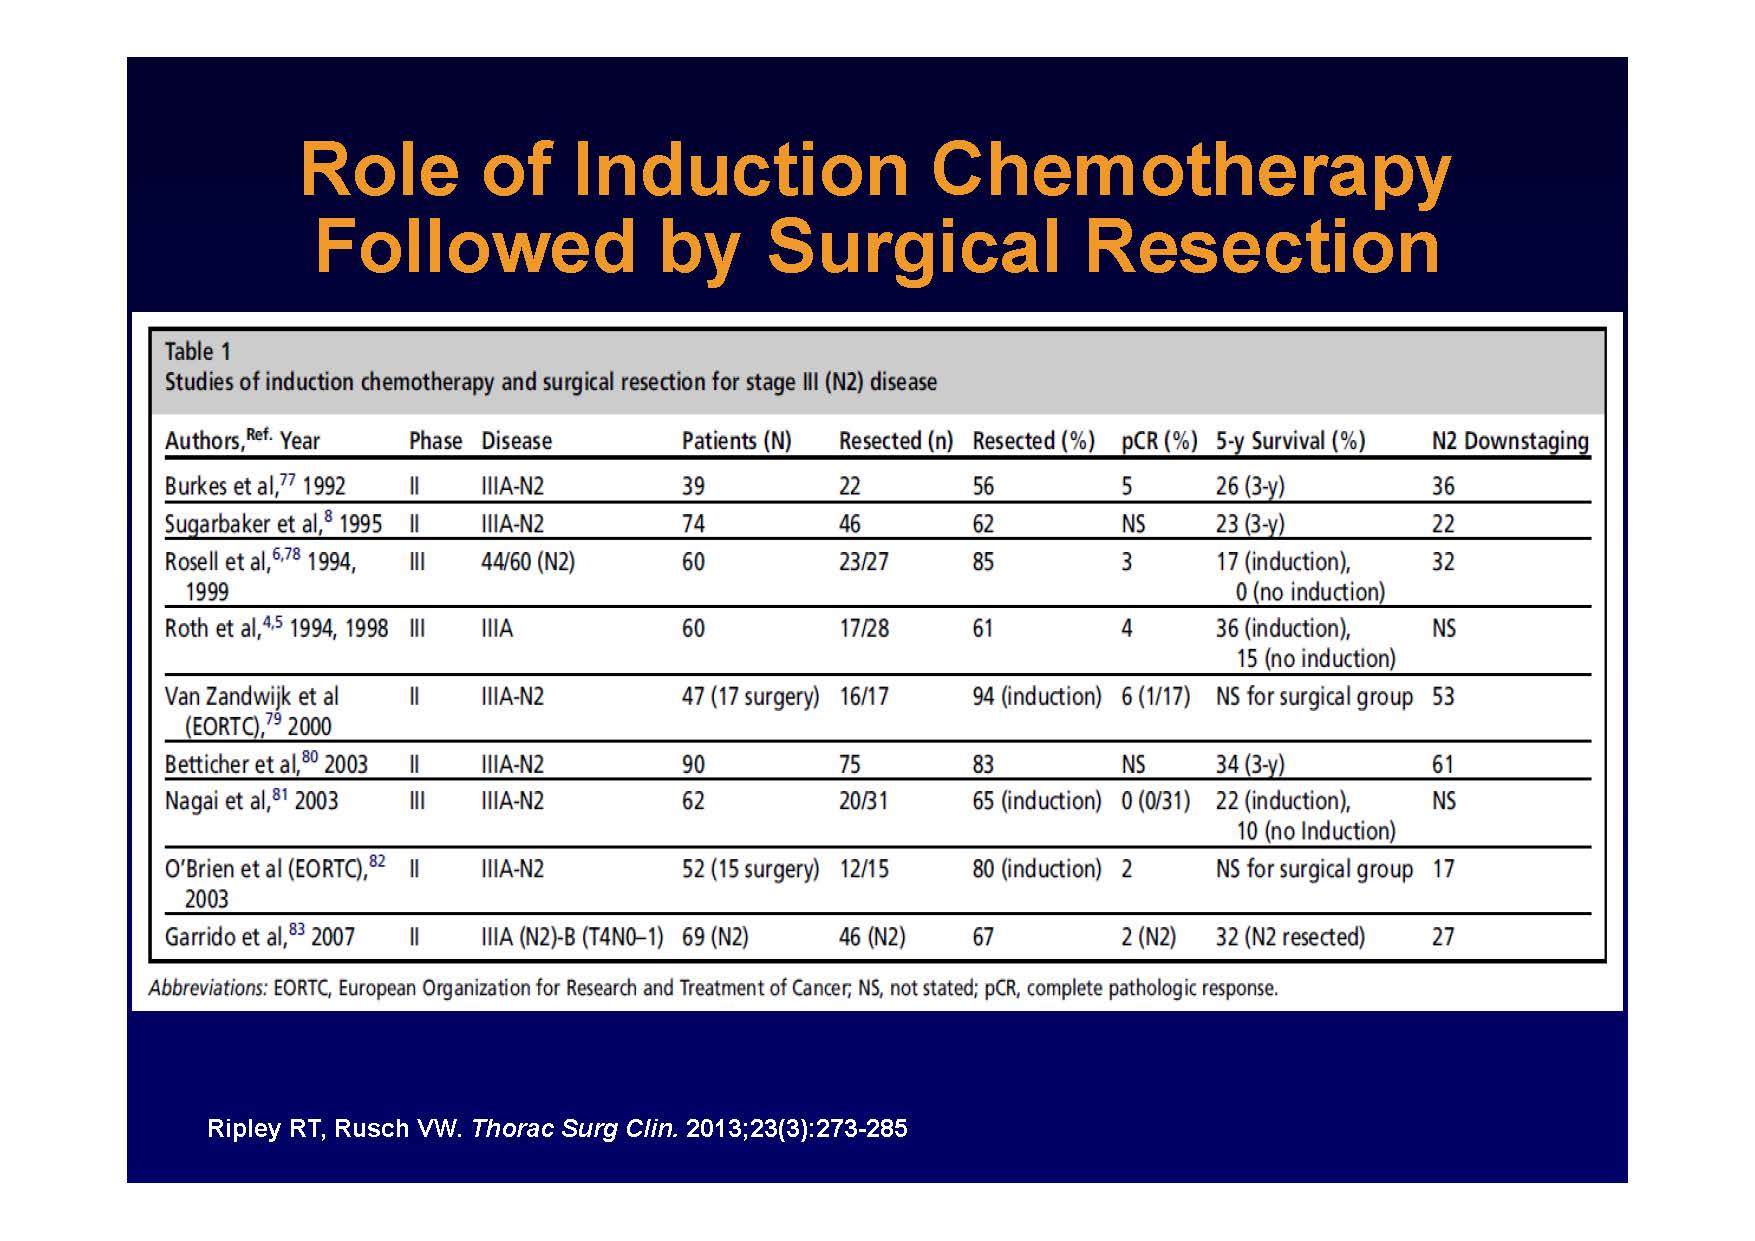 Role of Induction Chemotherapy
Followed by Surgical Resection
Table 1
Studies of induction chemotherapy and surgical resection for stage III (N2) disease
Authors,Ref. Year Phase Disease Patients (N) Resected (n) Resected (%) pCR (%) 5-y Survival (%) N2 Downstaging
Burkes et al,77 1992 II IIIA-N2 39 22 56 5 26 (3-y) 36
Sugarbaker et al,8 1995 II IIIA-N2 74 46 62 NS 23 (3-y) 22
Rosell et al,6,78 1994, III 44/60 (N2) 60 23/27 85 3 17 (induction), 32
1999 0 (no induction)
Roth et al,4,5 1994, 1998 III IIIA 60 17/28 61 4 36 (induction), NS
15 (no induction)
Van Zandwijk et al II IIIA-N2 47 (17 surgery) 16/17 94 (induction) 6 (1/17) NS for surgical group 53
(EORTC),79 2000
Betticher et al,80 2003 II IIIA-N2 90 75 83 NS 34 (3-y) 61
Nagai et al,81 2003 III IIIA-N2 62 20/31 65 (induction) 0 (0/31) 22 (induction), NS
10 (no Induction)
O'Brien et al (EORTC),82 II IIIA-N2 52 (15 surgery) 12/15 80 (induction) 2 NS for surgical group 17
2003
Garrido et al,83 2007 II IIIA (N2)-B (T4N0–1) 69 (N2) 46 (N2) 67 2 (N2) 32 (N2 resected) 27
Abbreviations: EORTC, European Organization for Research and Treatment of Cancer; NS, not stated; pCR, complete pathologic response.
Ripley RT, Rusch VW. Thorac Surg Clin. 2013;23(3):273-285